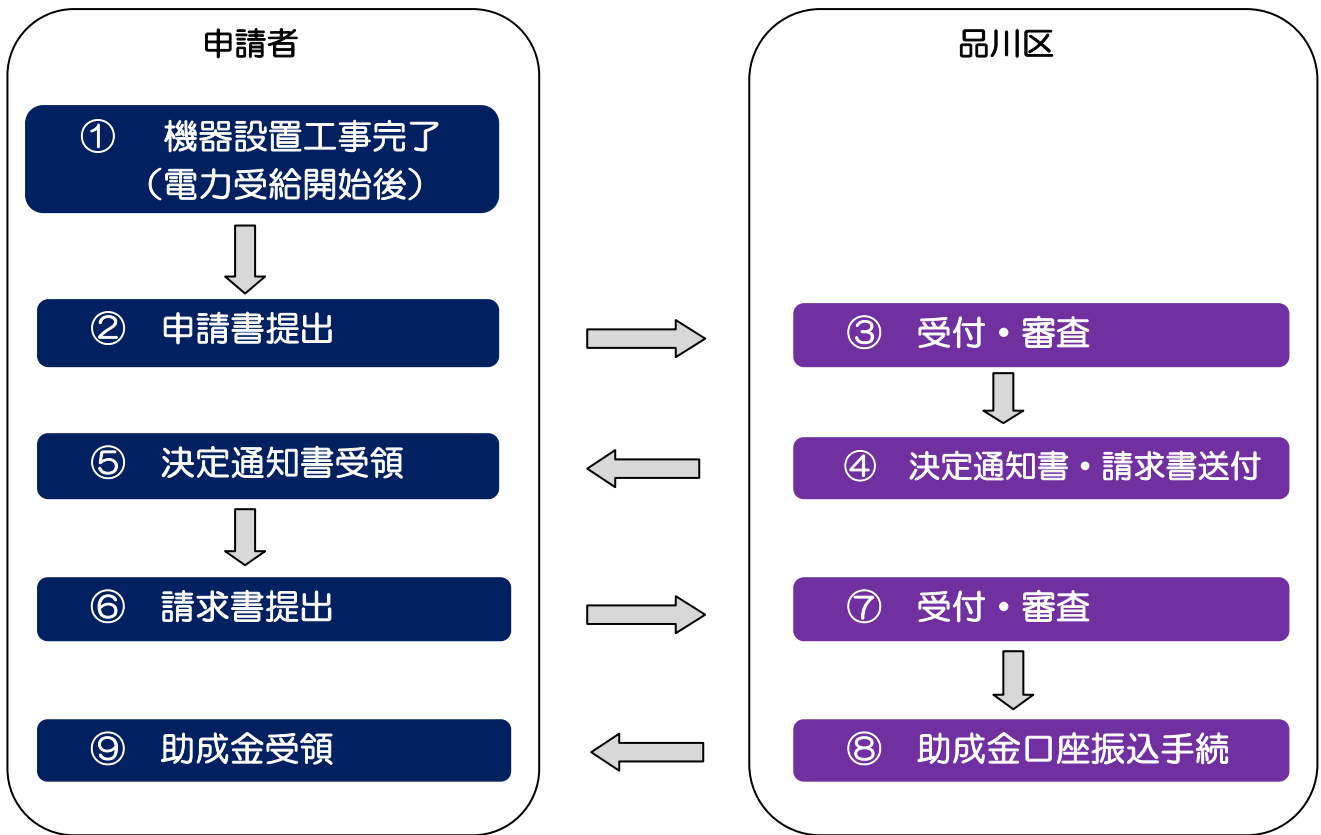 申請者
品川区
① 機器設置工事完了
(電力受給開始後)
② 申請書提出
③ 受付・審査
④ 決定通知書・請求書送付
⑤ 決定通知書受領
⑥ 請求書提出
⑦ 受付・審査
⑧ 助成金口座振込手続
⑨ 助成金受領